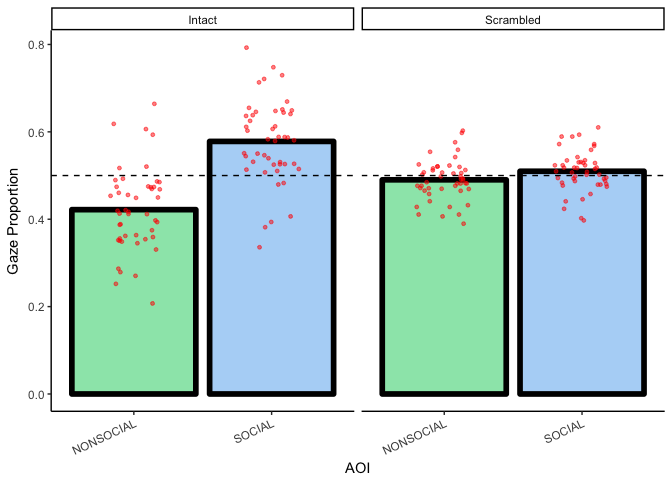 Intact
Scrambled
Gaze Proportion
0.8
0.6
0.4
0.2
0.0
NONSOCIAL
SOCIAL
NONSOCIAL
SOCIAL
AOI